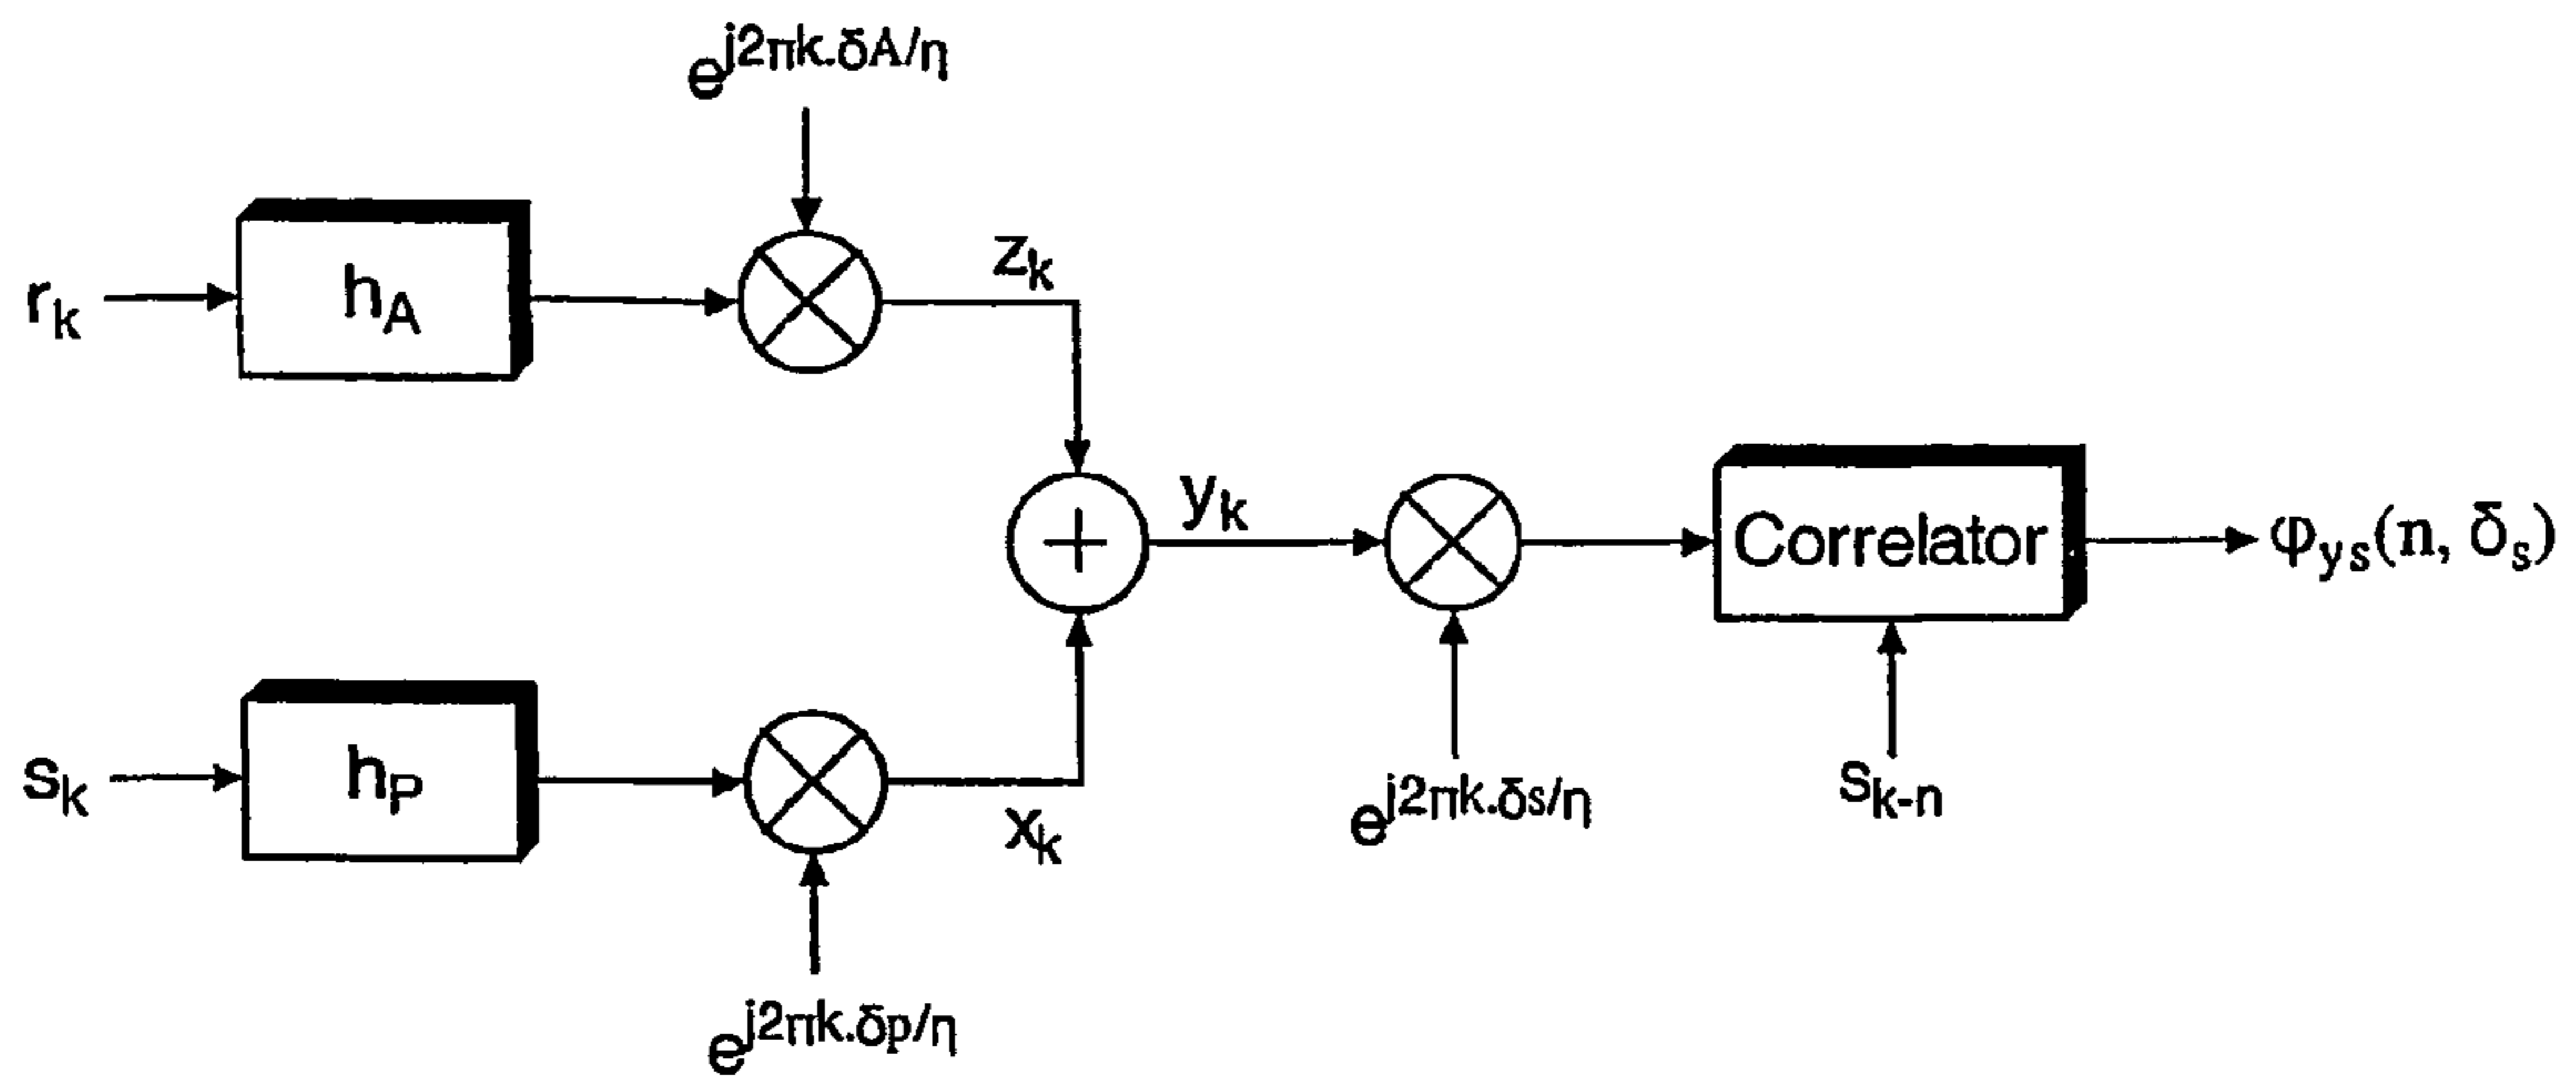 e^{j2πk.δA/η}
r_k
h_A
z_k
y_k
Correlator
φ_{ys}(n, δ_s)
s_k
h_P
x_k
e^{j2πk.δs/η}
s_{k-n}
e^{j2πk.δp/η}